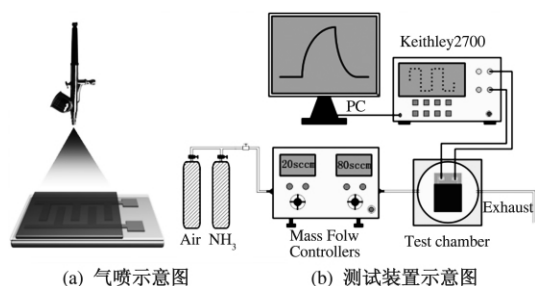 Keithley2700
PC
20sccm
80sccm
Air
NH3
Mass Folw
Controllers
Test chamber
Exhaust
(a) 气喷示意图
(b) 测试装置示意图